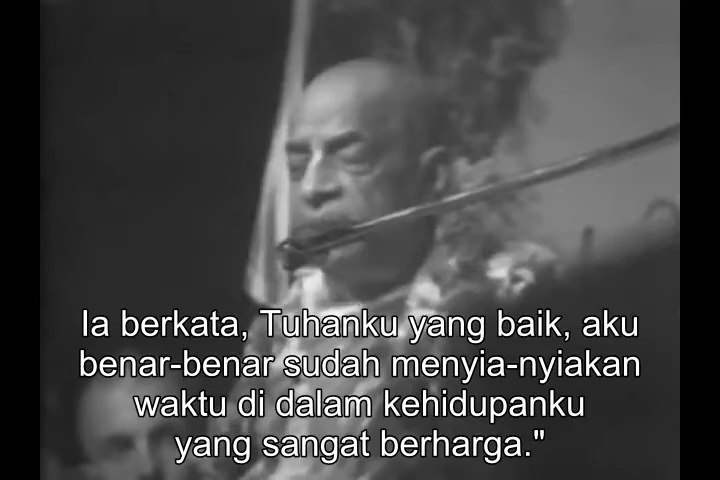 Ia berkata, Tuhanku yang baik, aku
benar-benar sudah menyia-nyiakan
waktu di dalam kehidupanku
yang sangat berharga."